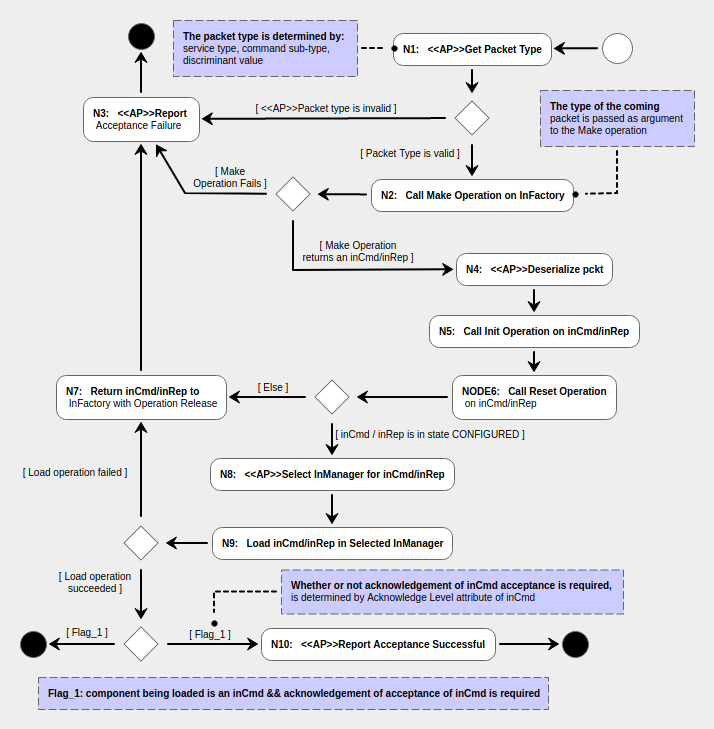 The packet type is determined by:
service type, command sub-type,
discriminant value
N1: <<AP>>Get Packet Type
N3: <<AP>>Report
Acceptance Failure
[ <<AP>>Packet type is invalid ]
The type of the coming
packet is passed as argument
to the Make operation
[ Packet Type is valid ]
[ Make
Operation Fails ]
N2: Call Make Operation on InFactory
[ Make Operation
returns an inCmd/inRep ]
N4: <<AP>>Deserialize pckt
N5: Call Init Operation on inCmd/inRep
N7: Return inCmd/inRep to
InFactory with Operation Release
[ Else ]
NODE6: Call Reset Operation
on inCmd/inRep
[ inCmd / inRep is in state CONFIGURED ]
[ Load operation failed ]
N8: <<AP>>Select InManager for inCmd/inRep
N9: Load inCmd/inRep in Selected InManager
[ Load operation
succeeded ]
Whether or not acknowledgement of inCmd acceptance is required,
is determined by Acknowledge Level attribute of inCmd
[ Flag_1 ]
[ Flag_1 ]
N10: <<AP>>Report Acceptance Successful
Flag_1: component being loaded is an inCmd && acknowledgement of acceptance of inCmd is required